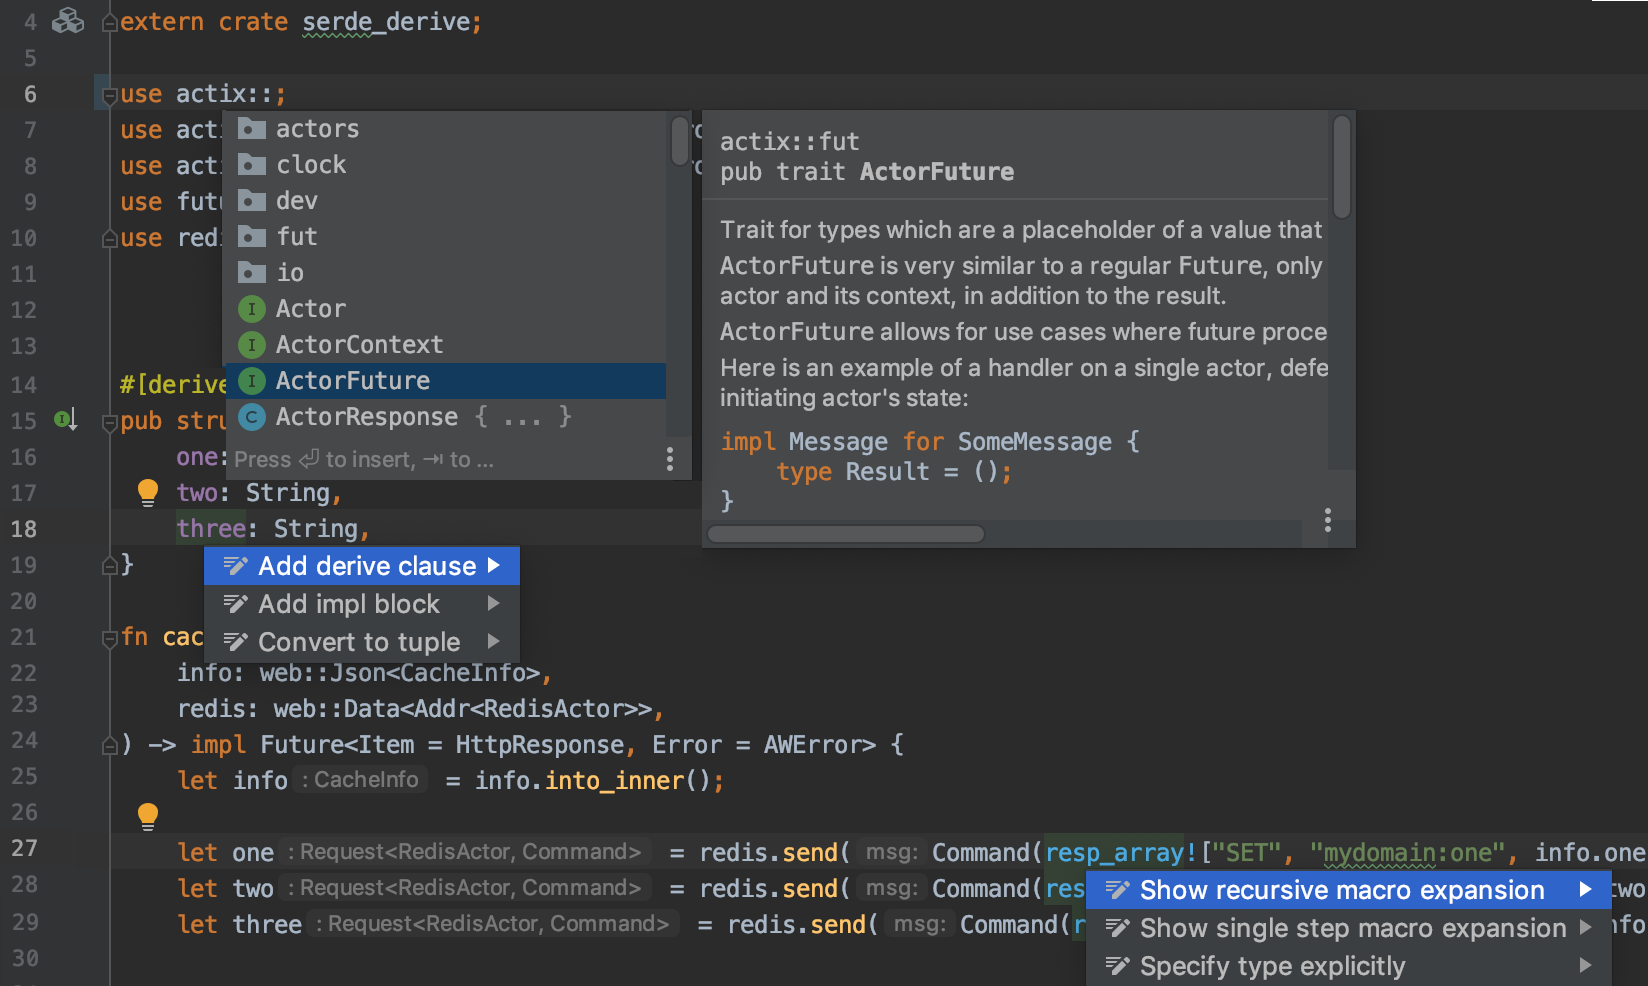 4 extern crate serde_derive;
5
6 use actix::;
7 use acti
8 use acti
9 use futu
10 use redi
11
12
13
14 #[derive
15 pub stru
16 one:
17 two: String,
18 three: String,
19 }
20
21 fn cac
22 info: web::Json<CacheInfo>,
23 redis: web::Data<Addr<RedisActor>>,
24 ) -> impl Future<Item = HttpResponse, Error = AWError> {
25 let info : CacheInfo = info.into_inner();
26
27 let one : Request<RedisActor, Command> = redis.send( msg: Command(resp_array!["SET", "mydomain:one", info.one
28 let two : Request<RedisActor, Command> = redis.send( msg: Command(res two
29 let three : Request<RedisActor, Command> = redis.send( msg: Command(r nfo
30
actors
clock
dev
fut
io
Actor
ActorContext
ActorFuture
ActorResponse { ... }
Press ⏎ to insert, ⇥ to ...
actix::fut
pub trait ActorFuture
Trait for types which are a placeholder of a value that
ActorFuture is very similar to a regular Future, only
actor and its context, in addition to the result.
ActorFuture allows for use cases where future proce
Here is an example of a handler on a single actor, defe
initiating actor's state:
impl Message for SomeMessage {
type Result = ();
}
Add derive clause
Add impl block
Convert to tuple
Show recursive macro expansion
Show single step macro expansion
Specify type explicitly